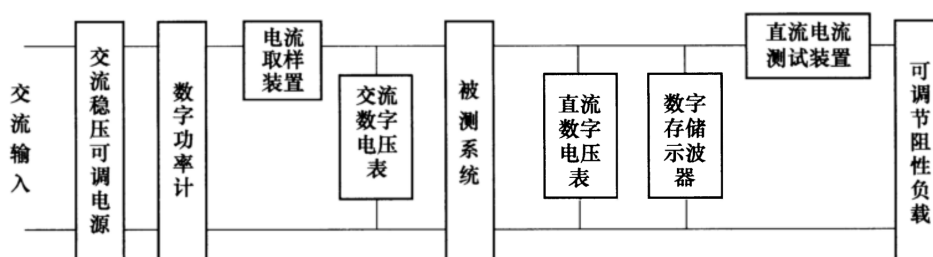 交流输入
交流稳压可调电源
数字功率计
电流
取样
装置
交流
数字
电压
表
被测系统
直流
数字
电压
表
数字
存储
示波
器
直流电流
测试装置
可调节阻性负载